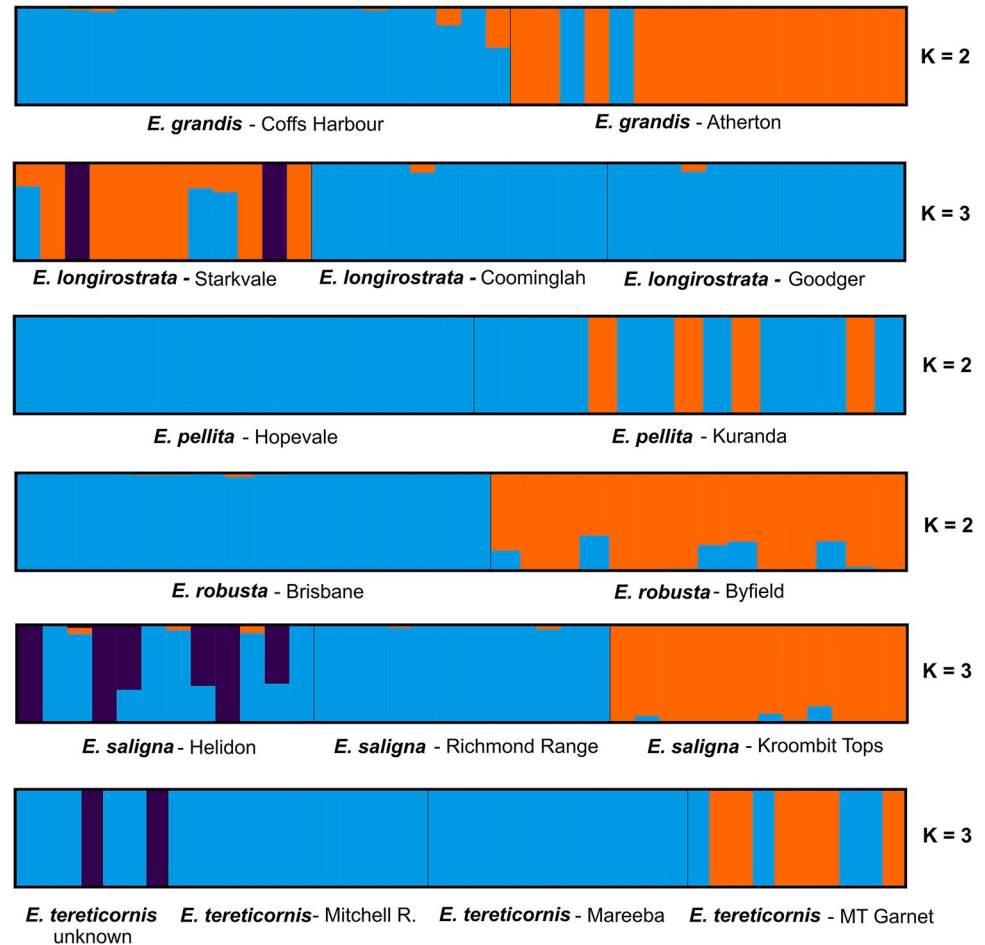 K = 2
E. grandis - Coffs Harbour E. grandis - Atherton
K = 3
E. longirostrata - Starkvale E. longirostrata - Coominglah E. longirostrata - Goodger
K = 2
E. pellita - Hopevale E. pellita - Kuranda
K = 2
E. robusta - Brisbane E. robusta - Byfield
K = 3
E. saligna - Helidon E. saligna - Richmond Range E. saligna - Kroombit Tops
K = 3
E. tereticornis E. tereticornis- Mitchell R. E. tereticornis - Mareeba E. tereticornis - MT Garnet
unknown